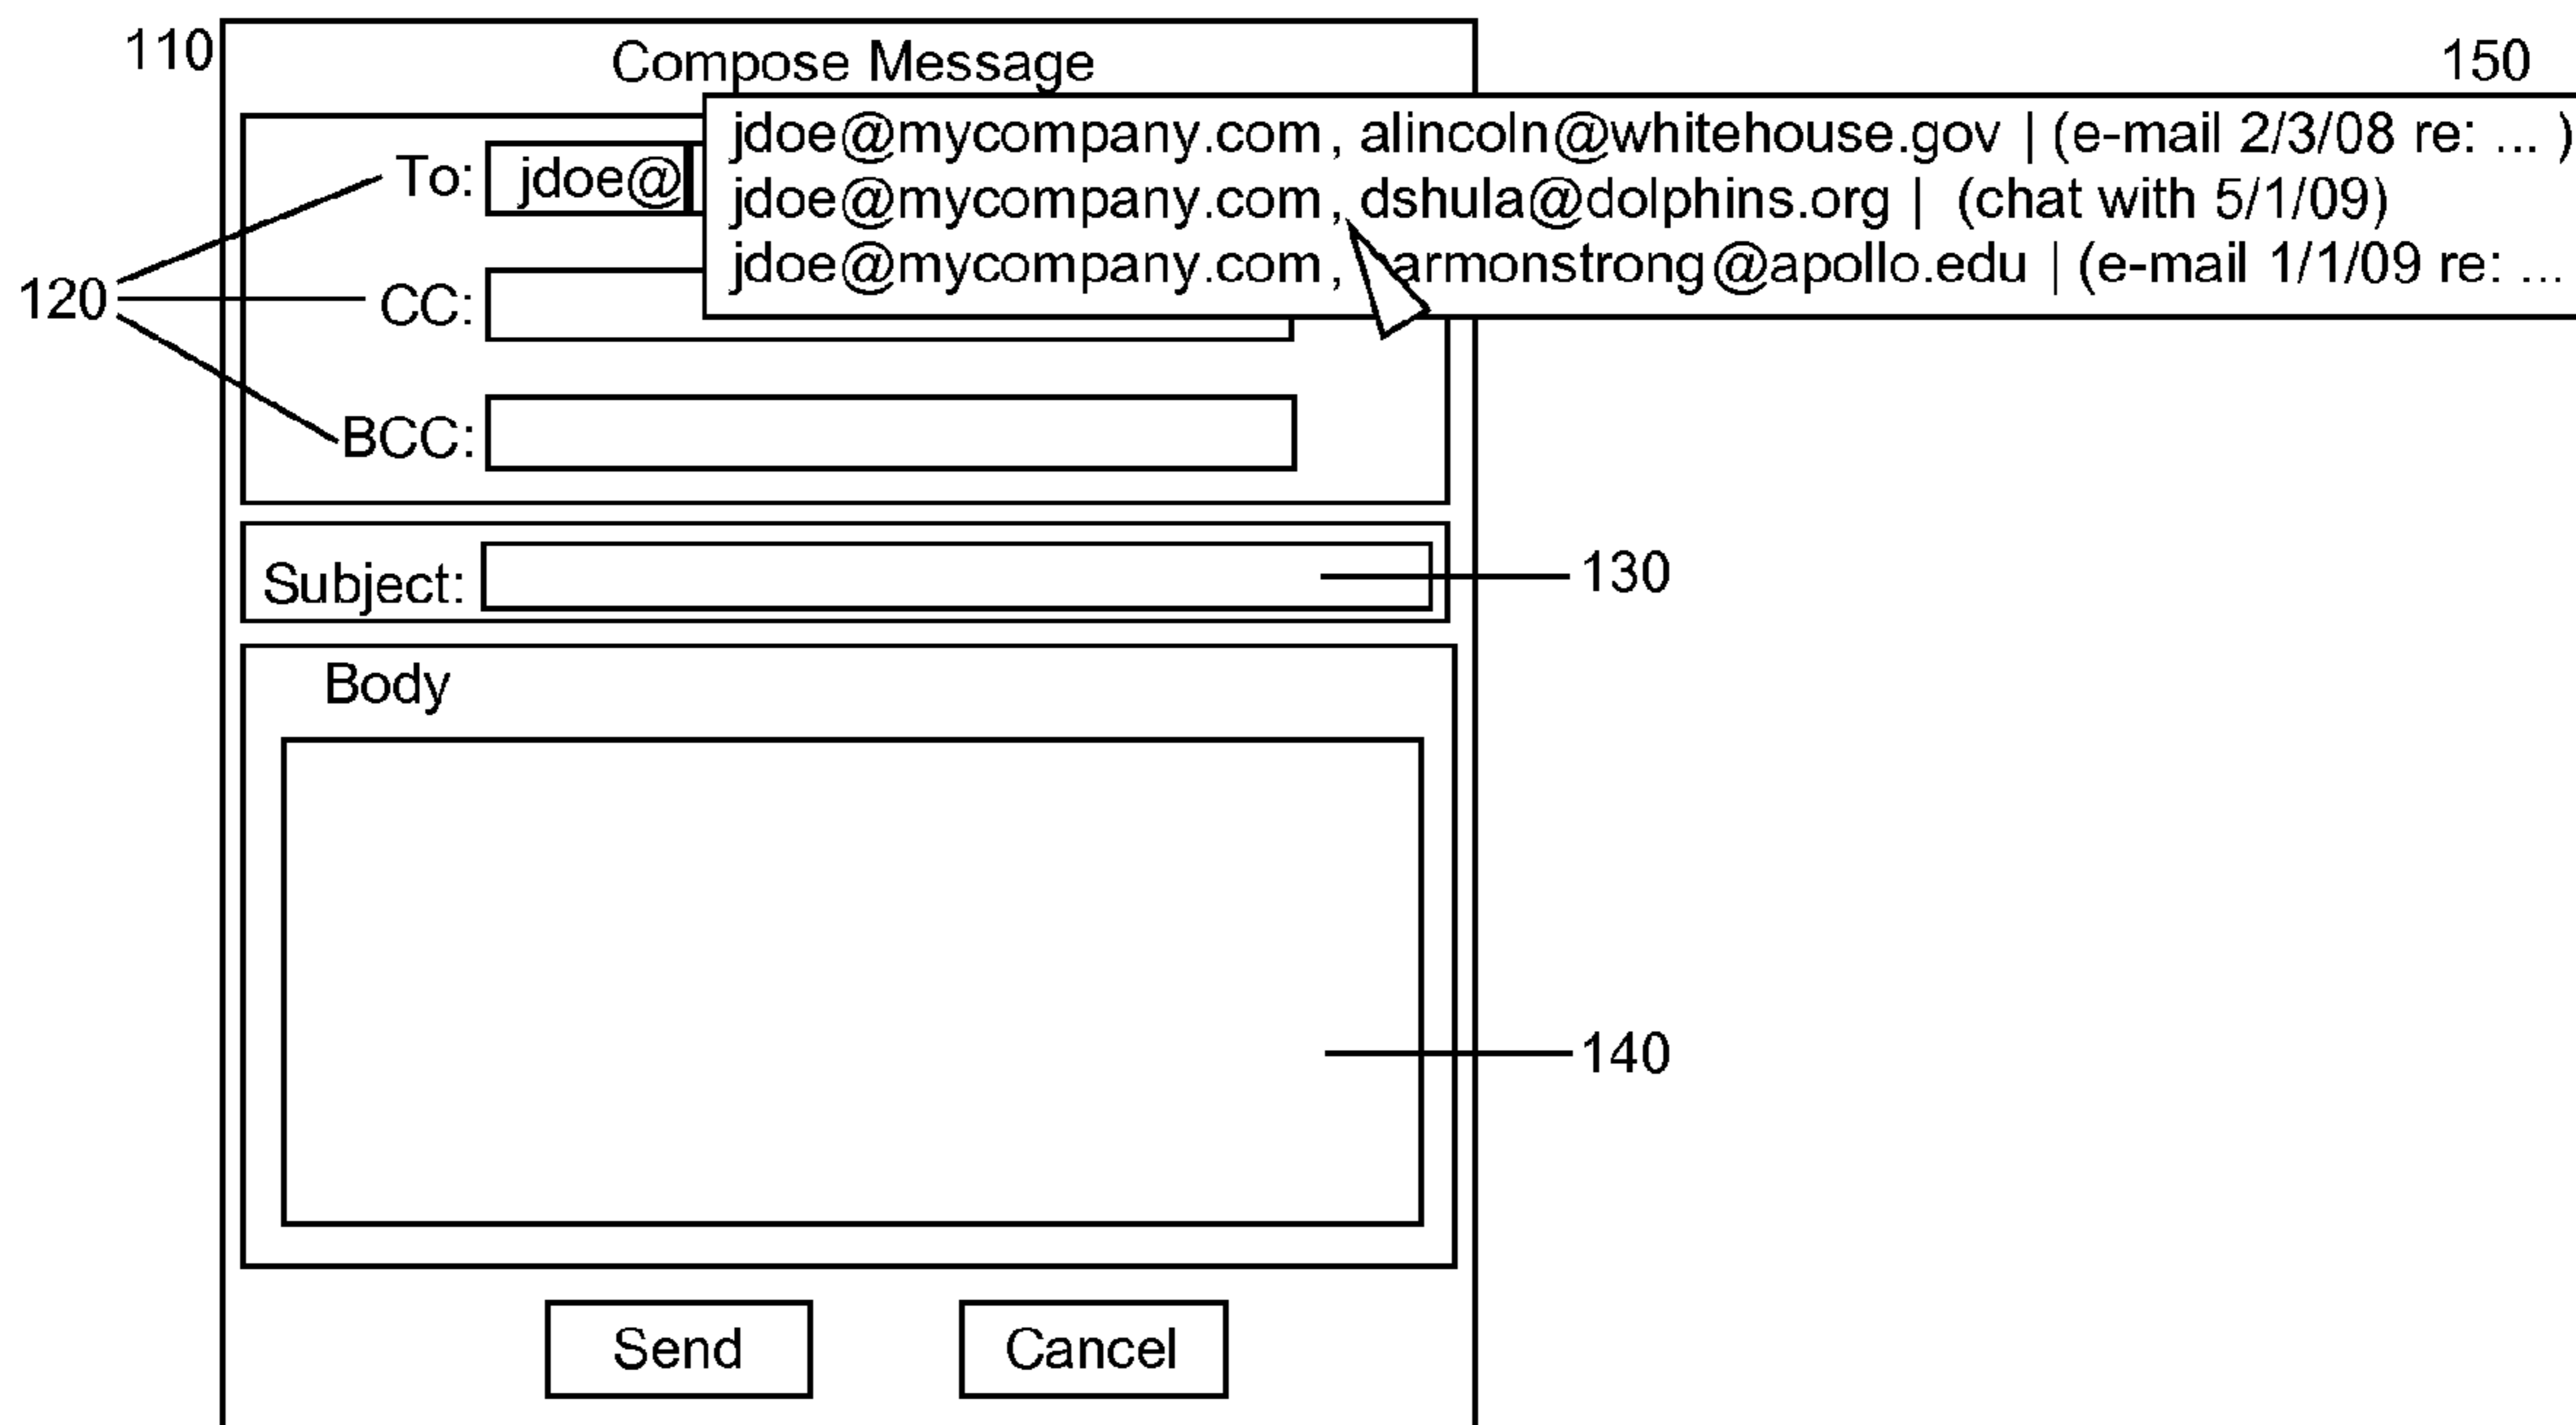 110
Compose Message
150
jdoe@mycompany.com, alincoln@whitehouse.gov | (e-mail 2/3/08 re: ... )
To: jdoe@
jdoe@mycompany.com, dshula@dolphins.org | (chat with 5/1/09)
jdoe@mycompany.com, armonstrong@apollo.edu | (e-mail 1/1/09 re: ...
120
CC:
BCC:
Subject:
130
Body
140
Send Cancel